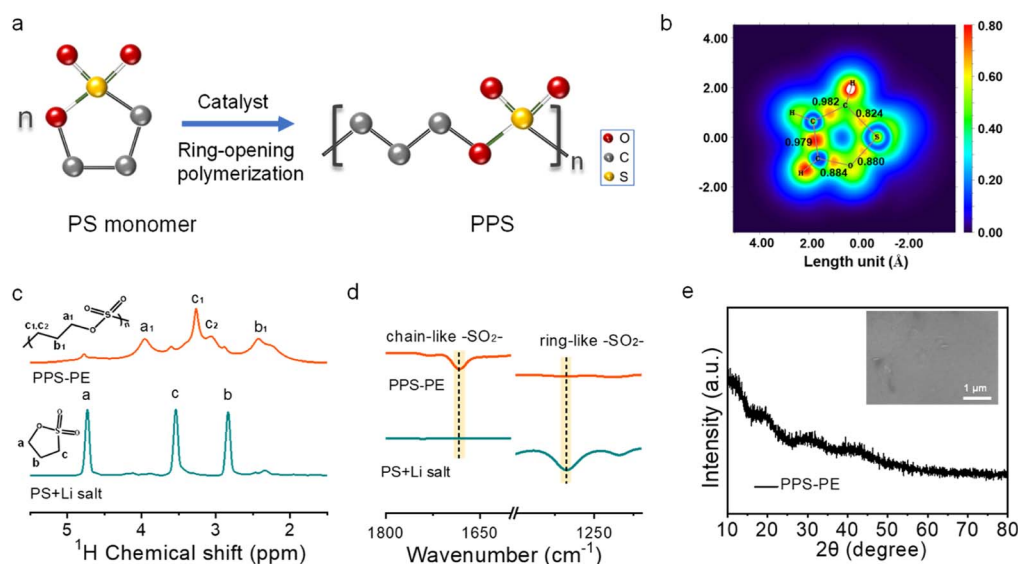 a
n
Catalyst
Ring-opening
polymerization
n
O
C
S
PS monomer
PPS
b
4.00
2.00
0.00
-2.00
4.00 2.00 0.00 -2.00
Length unit (Å)
H
H
H
C
C
C
O
S
0.982
0.824
0.979
0.880
0.884
0.80
0.60
0.40
0.20
0.00
c
C₁,C₂
a₁
b₁
O
O
S
O
n
a₁
C₁
C₂
b₁
PPS-PE
a
c
b
O
S
O
O
a
b
c
PS+Li salt
5 4 3 2
¹H Chemical shift (ppm)
d
chain-like -SO₂-
ring-like -SO₂-
PPS-PE
PS+Li salt
1800 1650 1250
Wavenumber (cm⁻¹)
e
Intensity (a.u.)
1 μm
PPS-PE
10 20 30 40 50 60 70 80
2θ (degree)